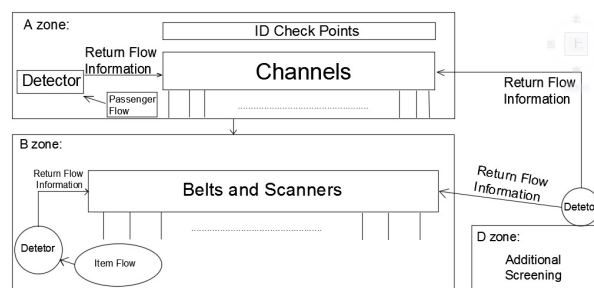 A zone:
ID Check Points
Return Flow
Information
Channels
Detector
Passenger
Flow
Return Flow
Information
B zone:
Return Flow
Information
Belts and Scanners
Return Flow
Information
Detetor
Item Flow
Detetor
D zone:
Additional
Screening